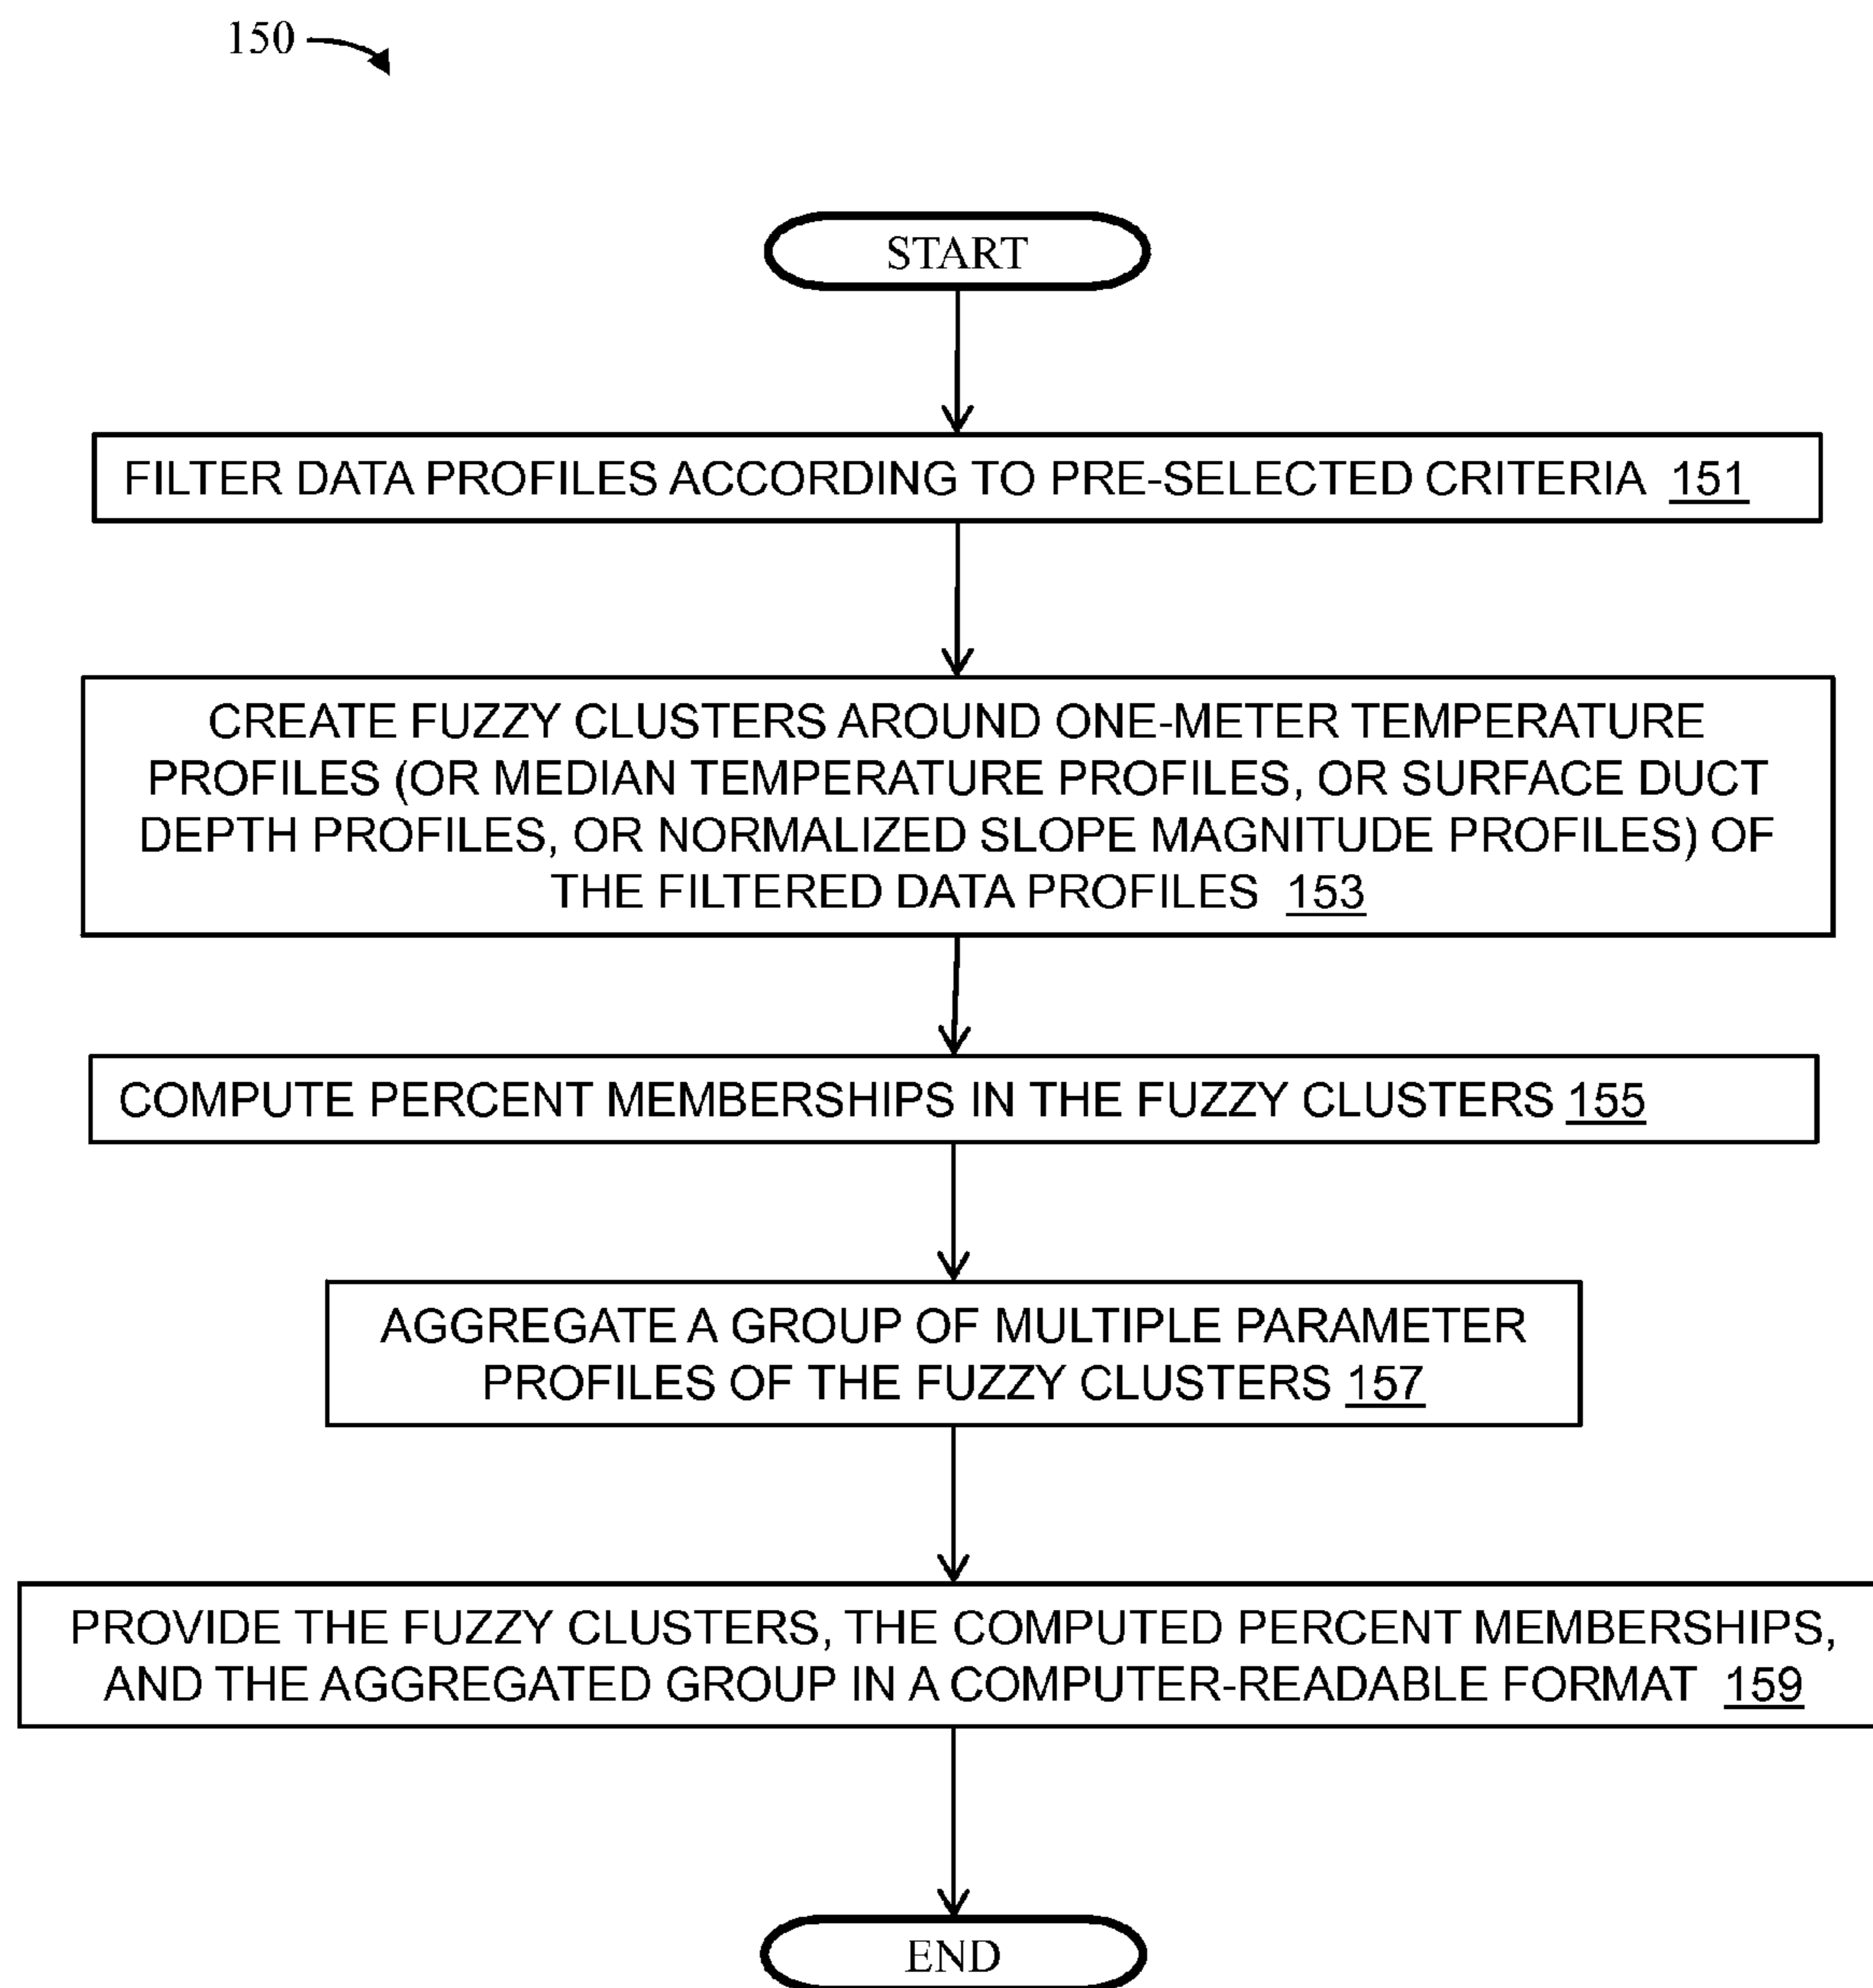 150
START
FILTER DATA PROFILES ACCORDING TO PRE-SELECTED CRITERIA 151
CREATE FUZZY CLUSTERS AROUND ONE-METER TEMPERATURE
PROFILES (OR MEDIAN TEMPERATURE PROFILES, OR SURFACE DUCT
DEPTH PROFILES, OR NORMALIZED SLOPE MAGNITUDE PROFILES) OF
THE FILTERED DATA PROFILES 153
COMPUTE PERCENT MEMBERSHIPS IN THE FUZZY CLUSTERS 155
AGGREGATE A GROUP OF MULTIPLE PARAMETER
PROFILES OF THE FUZZY CLUSTERS 157
PROVIDE THE FUZZY CLUSTERS, THE COMPUTED PERCENT MEMBERSHIPS,
AND THE AGGREGATED GROUP IN A COMPUTER-READABLE FORMAT 159
END